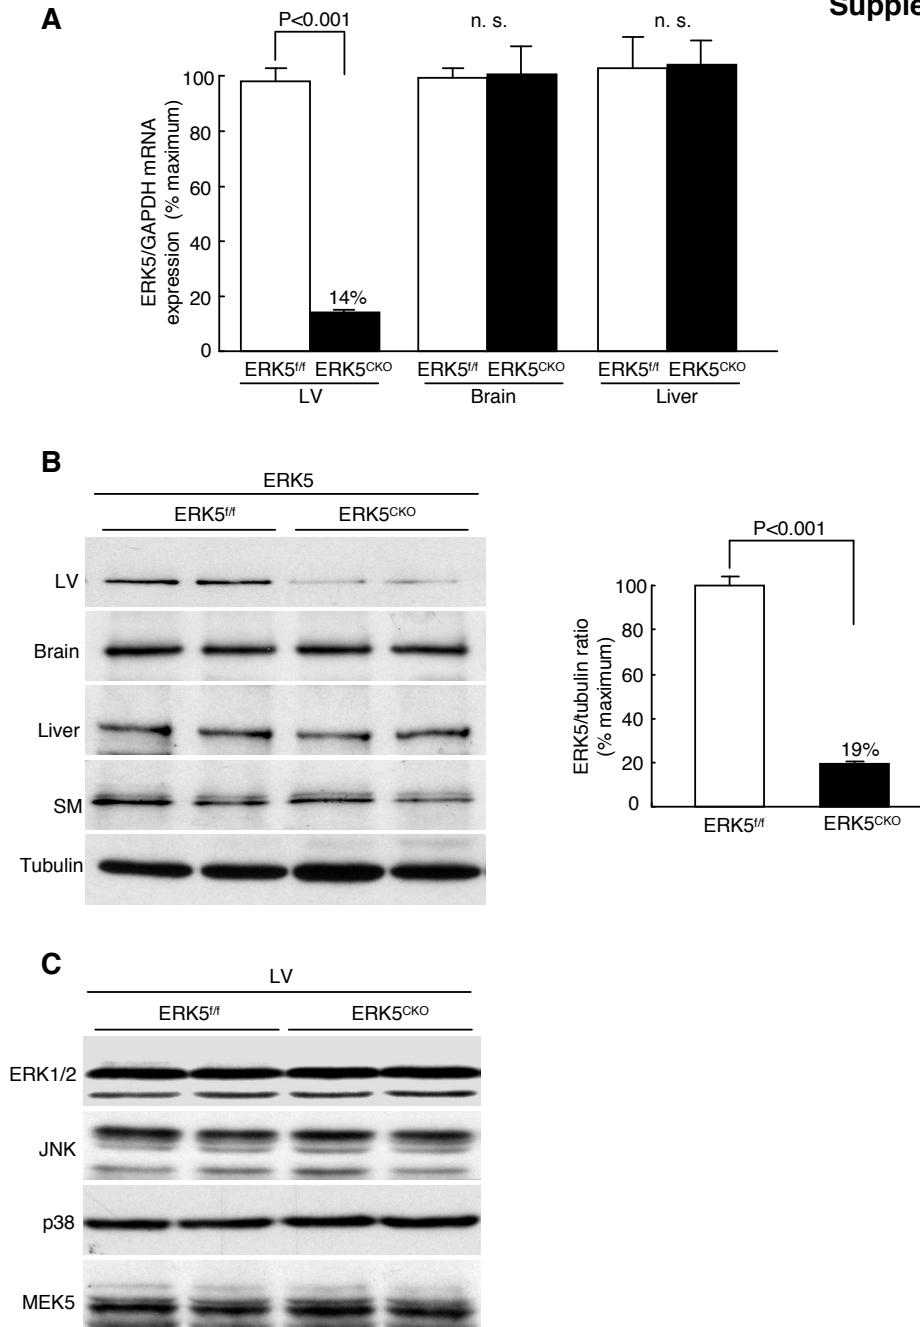 Supple
A
P<0.001
n. s.
n. s.
ERK5/GAPDH mRNA
expression (% maximum)
100
80
60
40
20
0
14%
ERK5f/f ERK5CKO ERK5f/f ERK5CKO ERK5f/f ERK5CKO
LV Brain Liver
B
ERK5
ERK5f/f ERK5CKO
LV
Brain
Liver
SM
Tubulin
P<0.001
ERK5/tubulin ratio
(% maximum)
100
80
60
40
20
0
19%
ERK5f/f ERK5CKO
C
LV
ERK5f/f ERK5CKO
ERK1/2
JNK
p38
MEK5